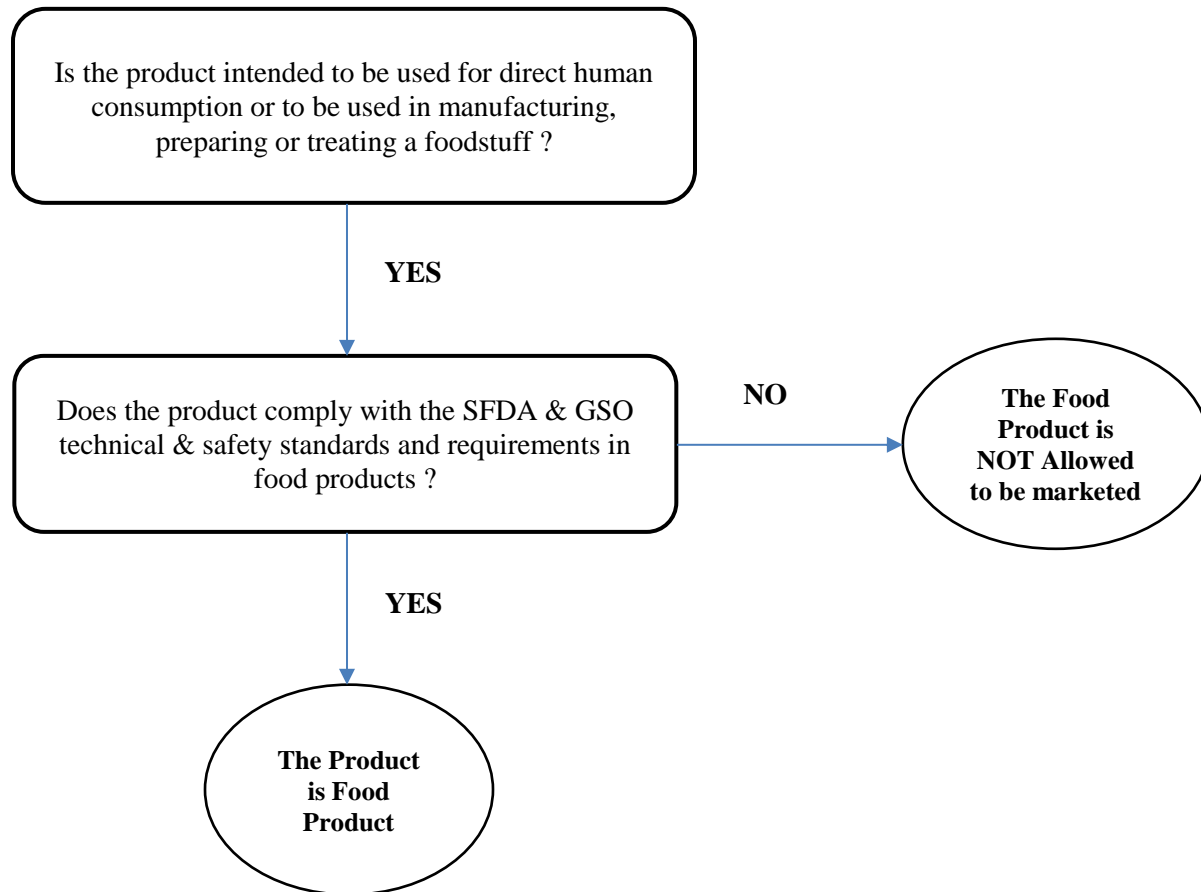 Is the product intended to be used for direct human
consumption or to be used in manufacturing,
preparing or treating a foodstuff ?
YES
Does the product comply with the SFDA & GSO
technical & safety standards and requirements in
food products ?
NO
The Food
Product is
NOT Allowed
to be marketed
YES
The Product
is Food
Product